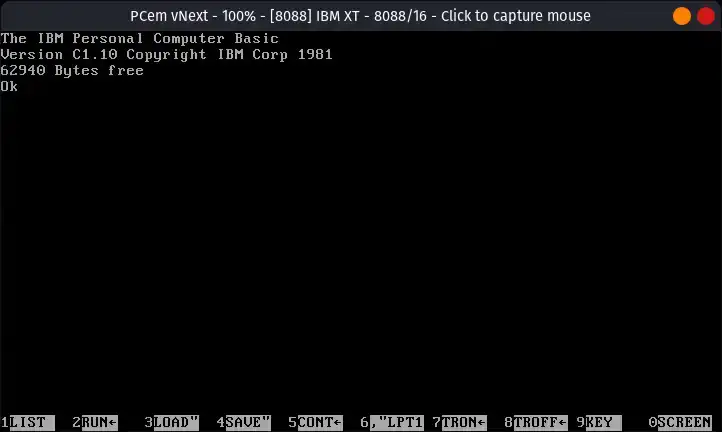 PCem vNext - 100% - [8088] IBM XT - 8088/16 - Click to capture mouse
The IBM Personal Computer Basic
Version C1.10 Copyright IBM Corp 1981
62940 Bytes free
Ok
1LIST 2RUN← 3LOAD" 4SAVE" 5CONT← 6,"LPT1 7TRON← 8TROFF← 9KEY 0SCREEN